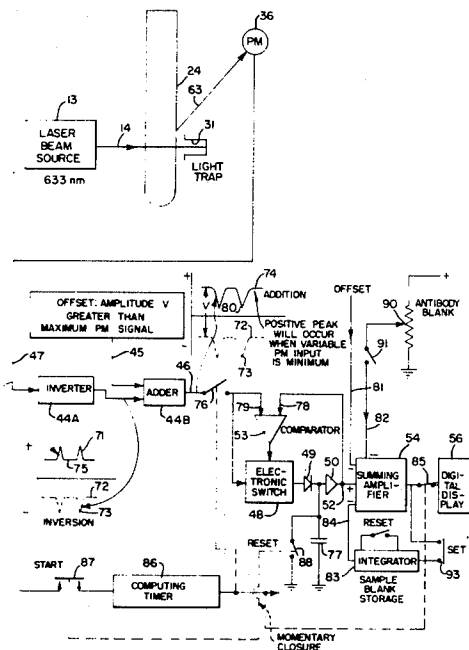 36
PM
24
63
13
31
LASER
BEAM
SOURCE
14
LIGHT
TRAP
633 nm
74
OFFSET
ANTIBODY
BLANK
V
80
ADDITION
OFFSET: AMPLITUDE V
GREATER THAN
MAXIMUM PM SIGNAL
72
POSITIVE PEAK
WILL OCCUR
WHEN VARIABLE
PM INPUT
IS MINIMUM
73
90
91
47
45
46
81
82
INVERTER
ADDER
44A
44B
76
79
78
53
COMPARATOR
54
56
71
75
72
73
INVERSION
ELEC-
TRONIC
SWITCH
48
49
50
52
SUMMING
AMPLI-
FIER
85
DIGITAL
DISPLAY
84
RESET
77
88
RESET
INTEGRATOR
83
SAMPLE
BLANK
STORAGE
SET
93
START
87
86
COMPUTING
TIMER
MOMENTARY
CLOSURE